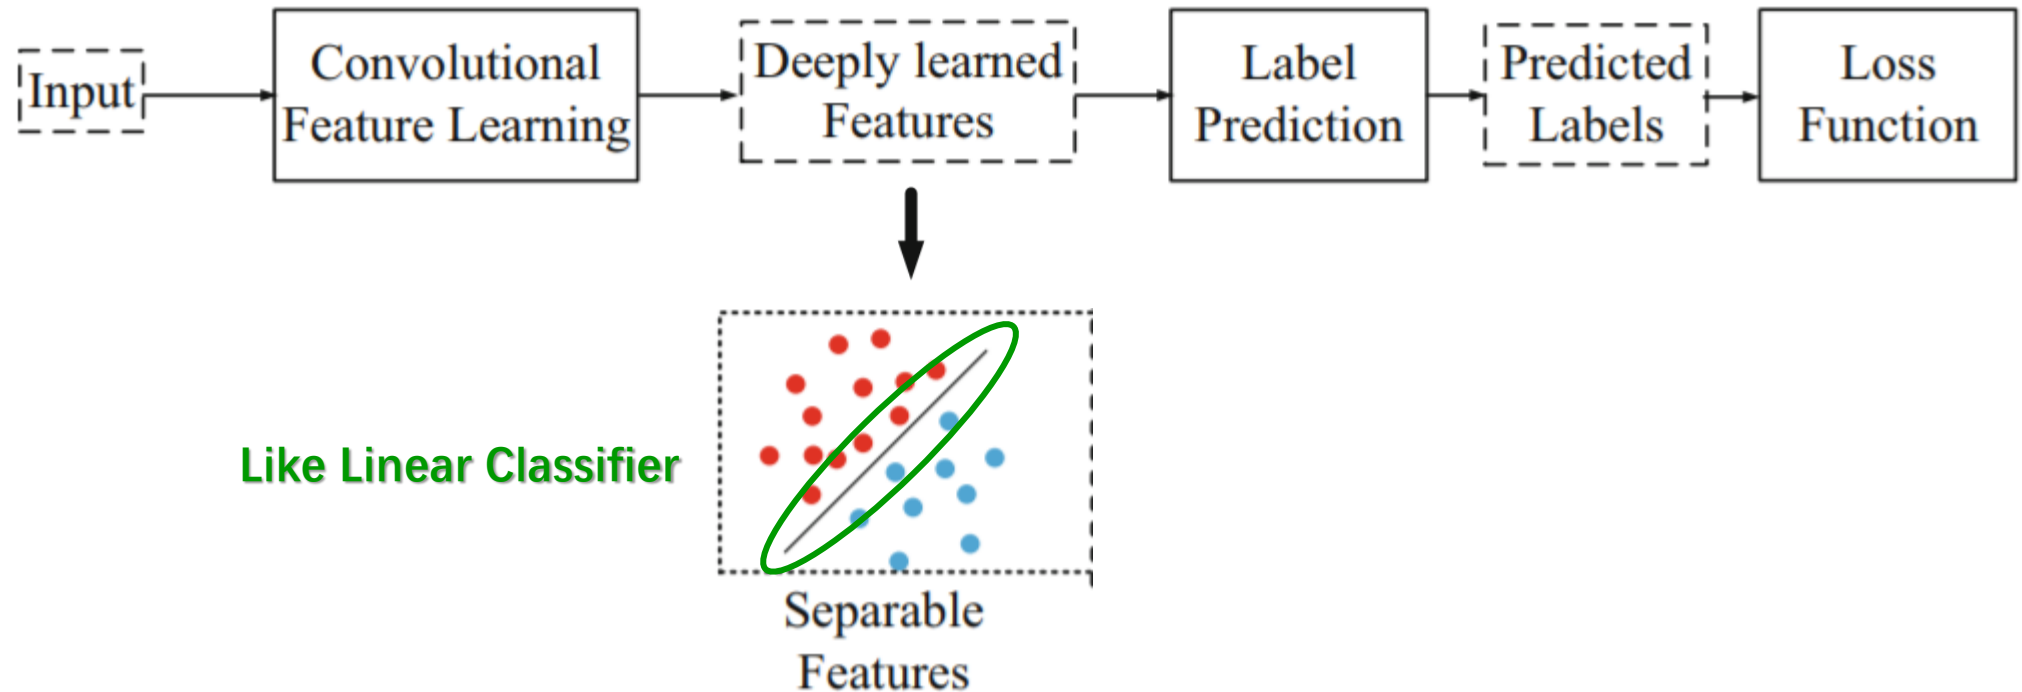 Input
Convolutional
Feature Learning
Deeply learned
Features
Label
Prediction
Predicted
Labels
Loss
Function
Like Linear Classifier
Separable
Features